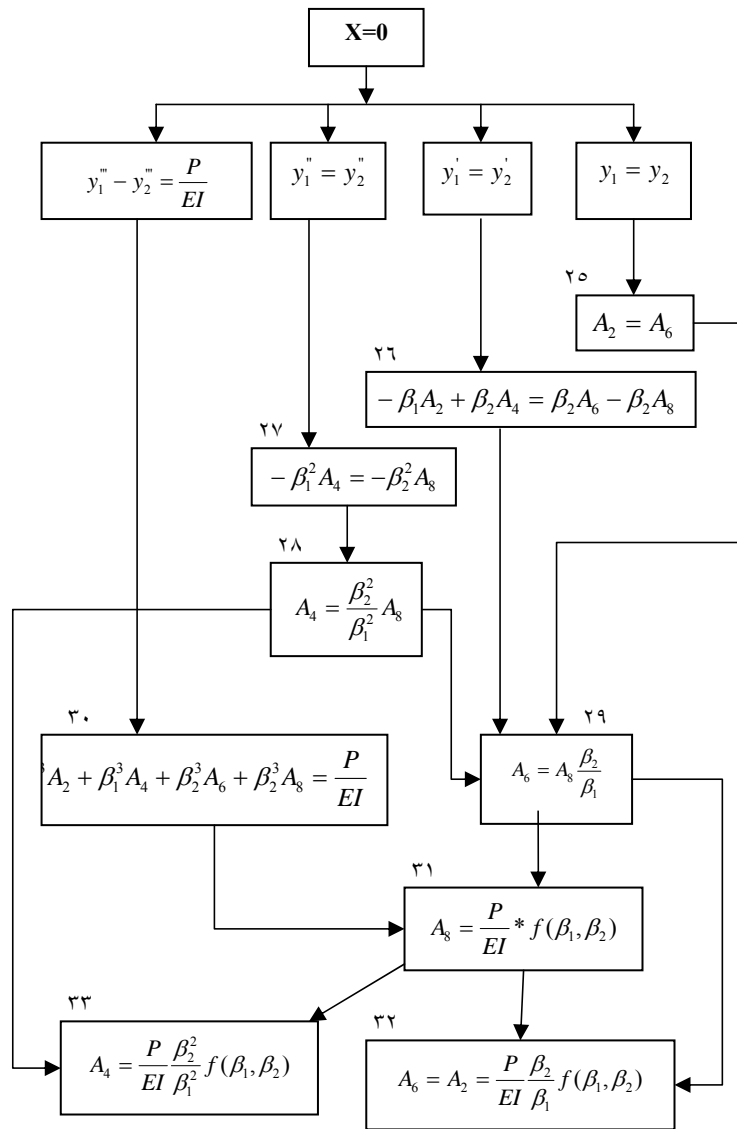 X=0
y₁''' − y₂''' = P/EI
y₁'' = y₂''
y₁' = y₂'
y₁ = y₂
٢٥
A₂ = A₆
٢٦
− β₁A₂ + β₂A₄ = β₂A₆ − β₂A₈
٢٧
− β₁²A₄ = −β₂²A₈
٢٨
A₄ = β₂²/β₁² A₈
٣٠
³A₂ + β₁³A₄ + β₂³A₆ + β₂³A₈ = P/EI
٢٩
A₆ = A₈ β₂/β₁
٣١
A₈ = P/EI * f(β₁, β₂)
٣٣
A₄ = P/EI β₂²/β₁² f(β₁, β₂)
٣٢
A₆ = A₂ = P/EI β₂/β₁ f(β₁, β₂)